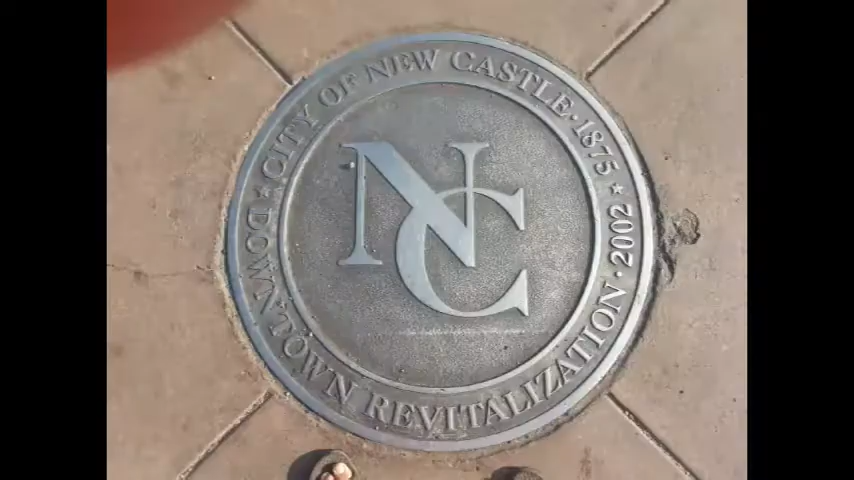 ★ CITY OF NEW CASTLE · 1875 ★
DOWNTOWN REVITALIZATION · 2002
NC